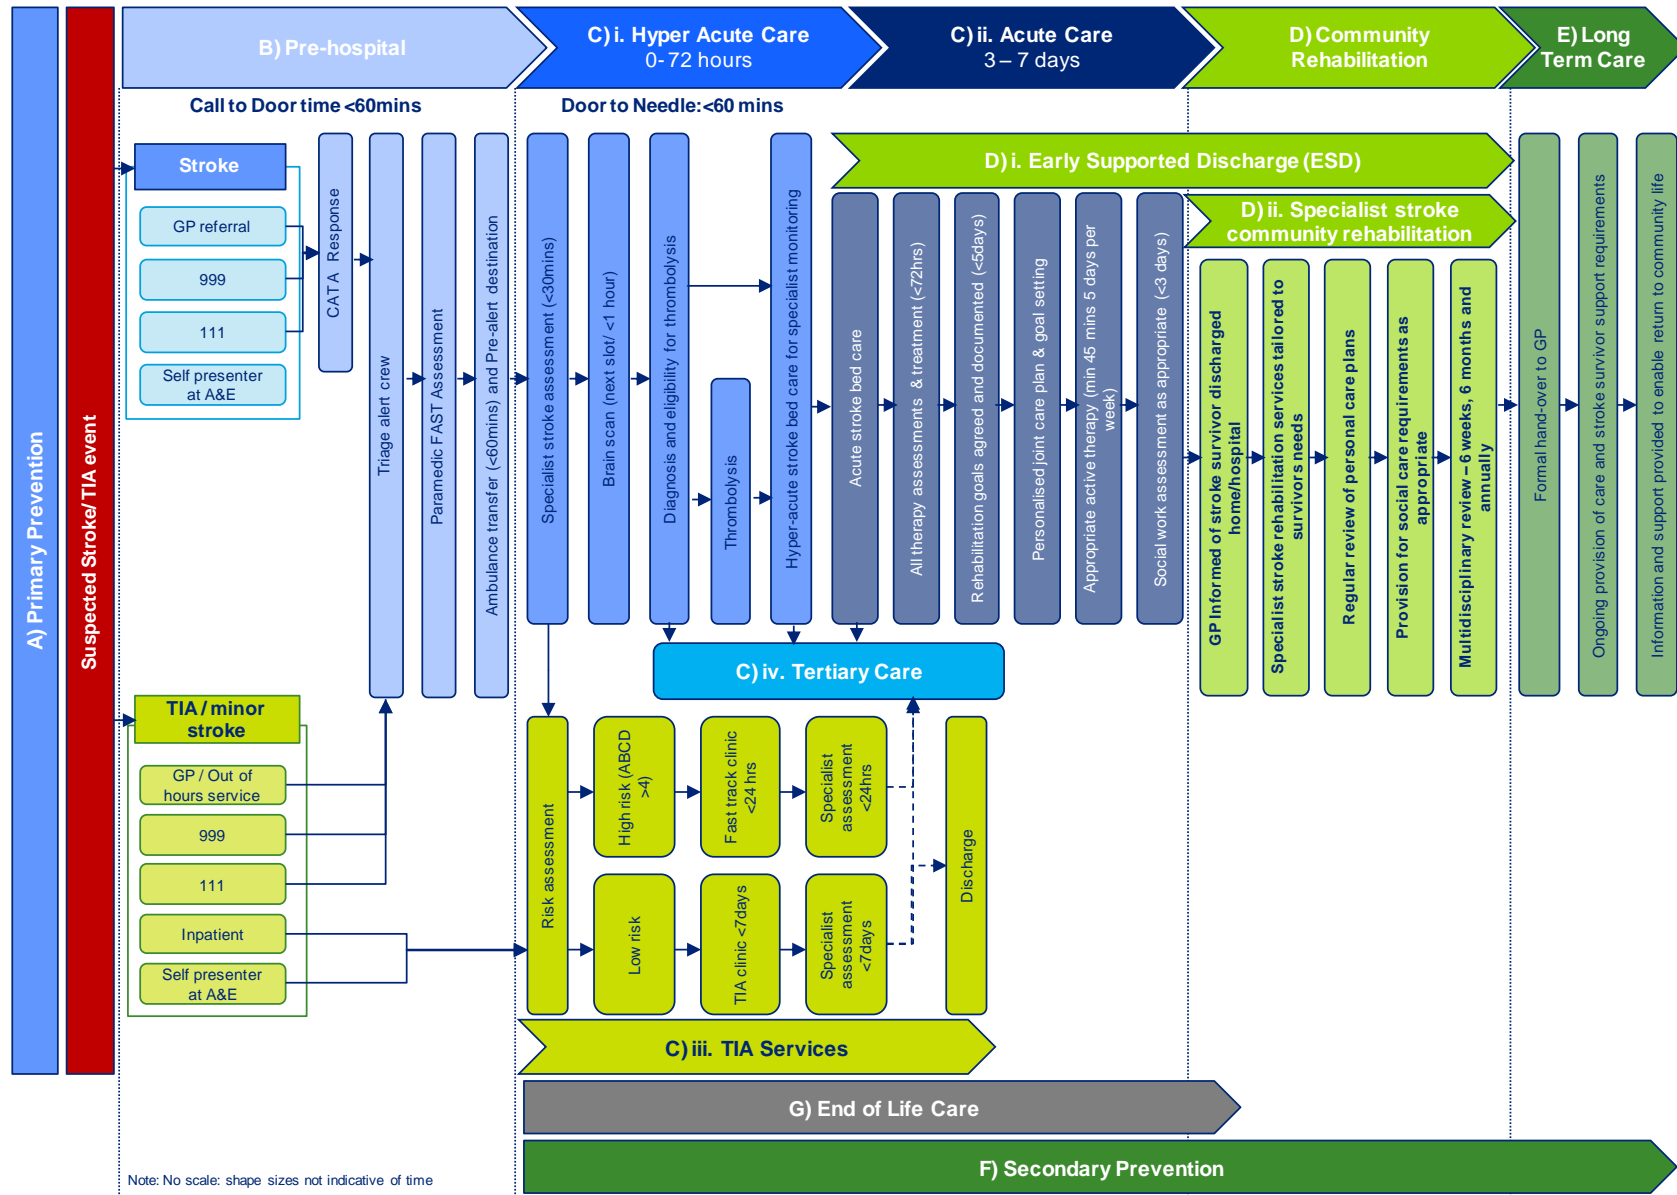 A) Primary Prevention
Suspected Stroke/ TIA event
B) Pre-hospital
C) i. Hyper Acute Care
0-72 hours
C) ii. Acute Care
3 – 7 days
D) Community
Rehabilitation
E) Long
Term Care
Call to Door time <60mins
Door to Needle: <60 mins
Stroke
GP referral
999
111
Self presenter
at A&E
CAT A Response
Triage alert crew
Paramedic FAST Assessment
Ambulance transfer (<60mins) and Pre-alert destination
Specialist stroke assessment (<30mins)
Brain scan (next slot/ <1 hour)
Diagnosis and eligibility for thrombolysis
Thrombolysis
Hyper-acute stroke bed care for specialist monitoring
D) i. Early Supported Discharge (ESD)
Acute stroke bed care
All therapy assessments & treatment (<72hrs)
Rehabilitation goals agreed and documented (<5days)
Personalised joint care plan & goal setting
Appropriate active therapy (min 45 mins 5 days per
week)
Social work assessment as appropriate (<3 days)
D) ii. Specialist stroke
community rehabilitation
GP Informed of stroke survivor discharged
home/hospital
Specialist stroke rehabilitation services tailored to
survivors needs
Regular review of personal care plans
Provision for social care requirements as
appropriate
Multidisciplinary review – 6 weeks, 6 months and
annually
Formal hand-over to GP
Ongoing provision of care and stroke survivor support requirements
Information and support provided to enable return to community life
C) iv. Tertiary Care
TIA / minor
stroke
GP / Out of
hours service
999
111
Inpatient
Self presenter
at A&E
Risk assessment
High risk (ABCD
>4)
Fast track clinic
<24 hrs
Specialist
assessment
<24hrs
Low risk
TIA clinic <7days
Specialist
assessment
<7days
Discharge
C) iii. TIA Services
G) End of Life Care
F) Secondary Prevention
Note: No scale: shape sizes not indicative of time